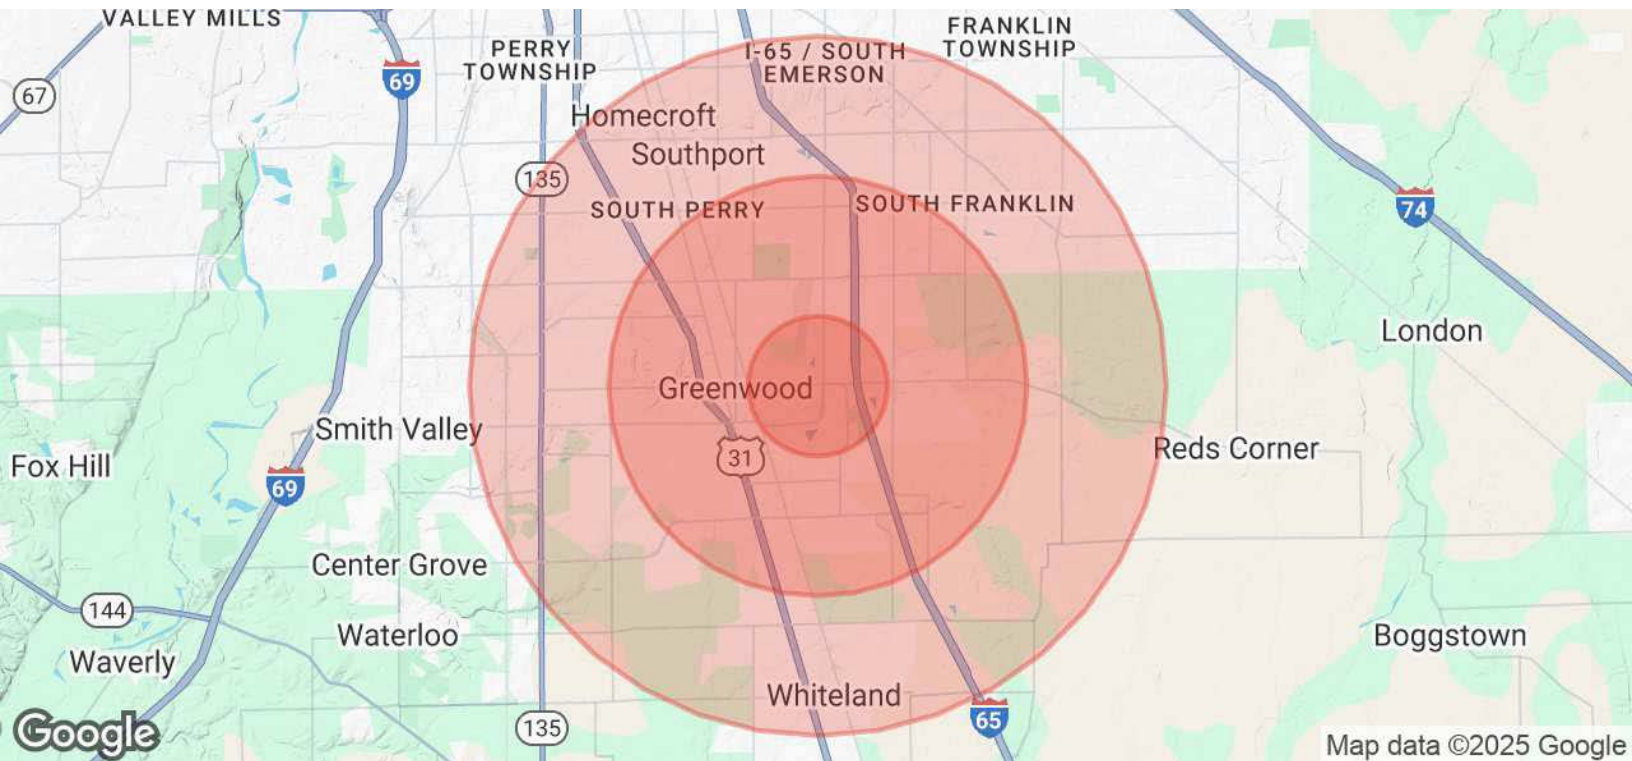 VALLEY MILLS
FRANKLIN
TOWNSHIP
PERRY
TOWNSHIP
I-65 / SOUTH
EMERSON
69
67
Homecroft
Southport
135
SOUTH PERRY
SOUTH FRANKLIN
74
London
Greenwood
Smith Valley
Reds Corner
31
Fox Hill
69
Center Grove
144
Waterloo
Boggstown
Waverly
Whiteland
65
135
Google
Map data ©2025 Google